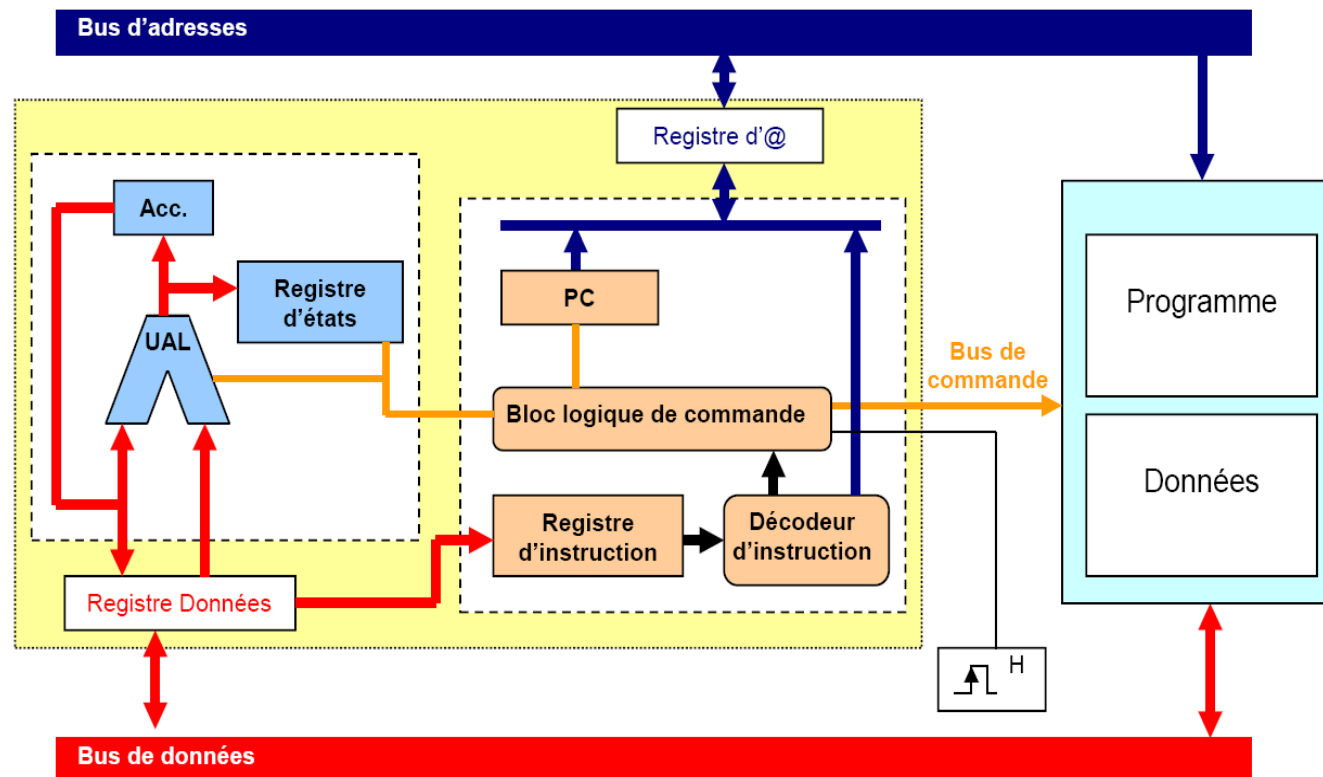 Bus d'adresses
Registre d'@
Acc.
Registre
d'états
UAL
PC
Programme
Bus de
commande
Bloc logique de commande
Données
Registre
d'instruction
Décodeur
d'instruction
Registre Données
H
Bus de données